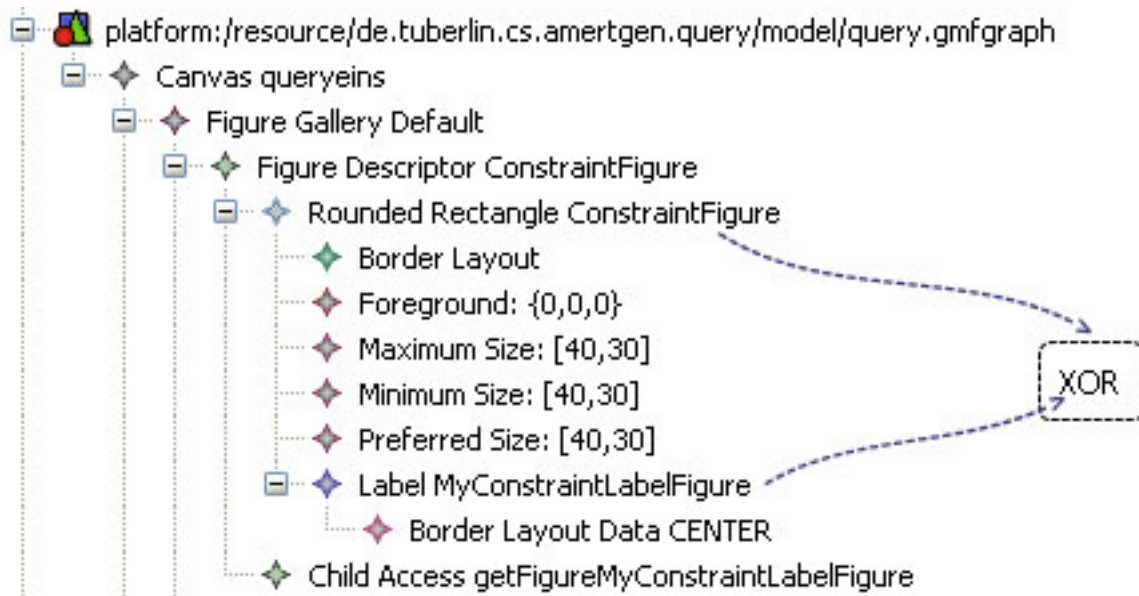 platform:/resource/de.tuberlin.cs.amertgen.query/model/query.gmfgraph
Canvas queryeins
Figure Gallery Default
Figure Descriptor ConstraintFigure
Rounded Rectangle ConstraintFigure
Border Layout
Foreground: {0,0,0}
Maximum Size: [40,30]
Minimum Size: [40,30]
XOR
Preferred Size: [40,30]
Label MyConstraintLabelFigure
Border Layout Data CENTER
Child Access getFigureMyConstraintLabelFigure